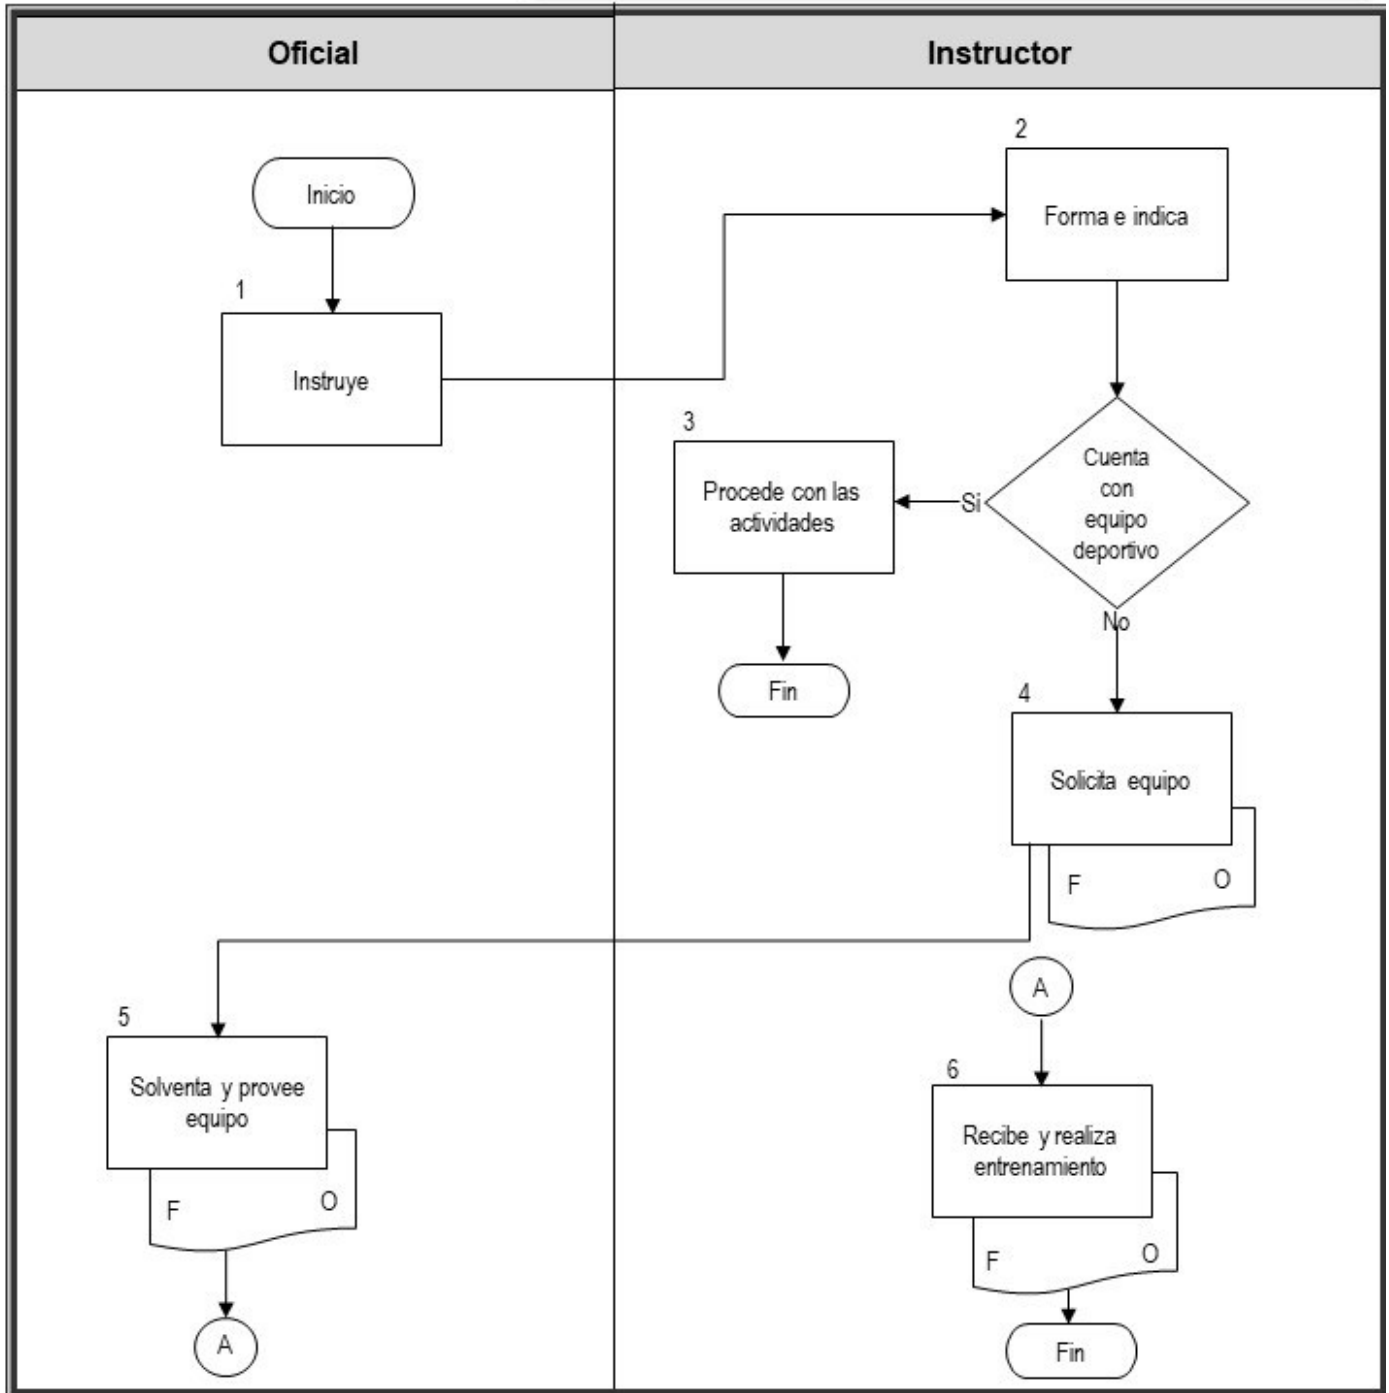 Oficial
Instructor
2
Inicio
Forma e indica
1
Instruye
3
Cuenta
con
equipo
deportivo
Procede con las
actividades
Si
No
Fin
4
Solicita equipo
F
O
A
5
6
Solventa y provee
equipo
Recibe y realiza
entrenamiento
F
O
F
O
A
Fin